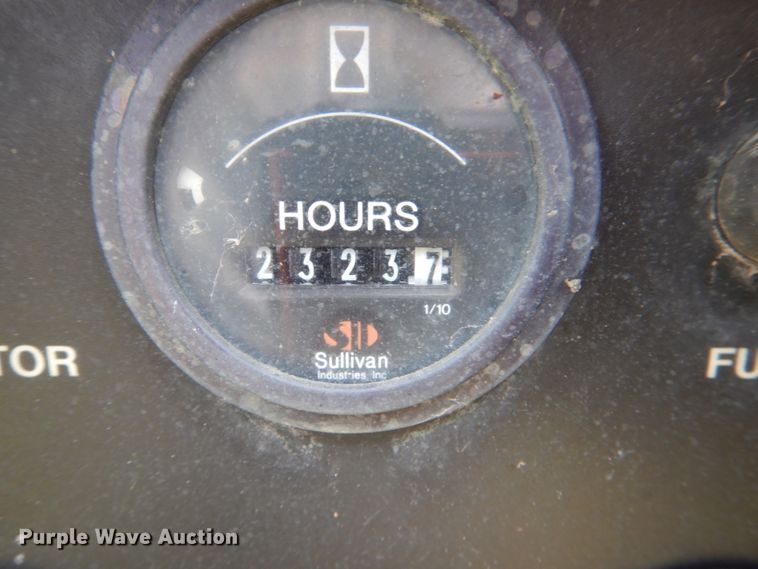 HOURS
2 3 2 3 7
1/10
Sullivan
Industries, Inc
TOR
FU
Purple Wave Auction